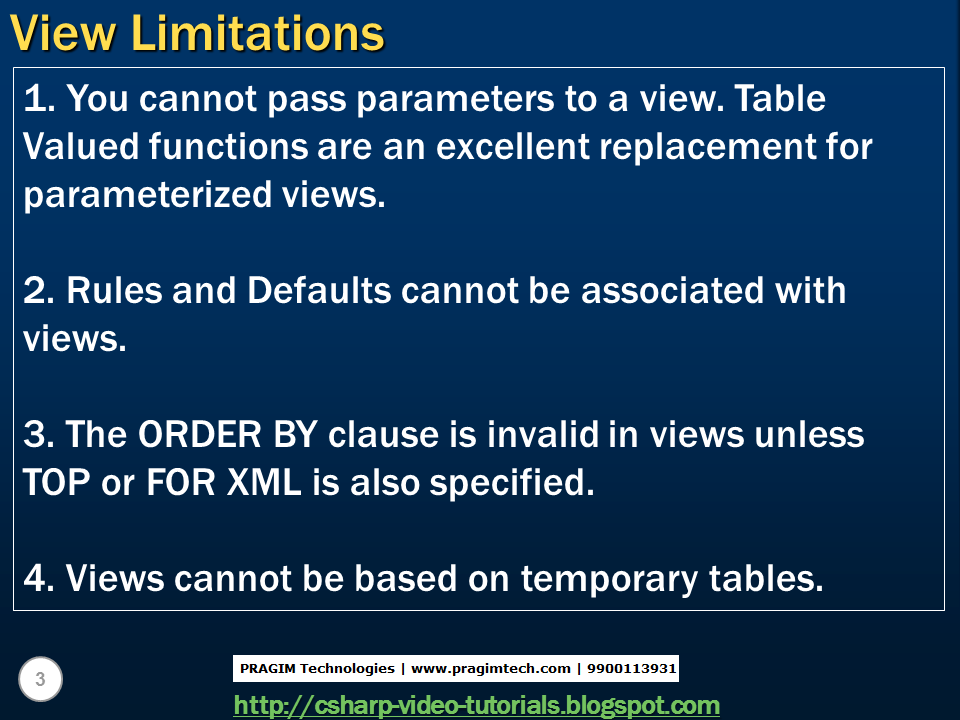 View Limitations
1. You cannot pass parameters to a view. Table
Valued functions are an excellent replacement for
parameterized views.
2. Rules and Defaults cannot be associated with
views.
3. The ORDER BY clause is invalid in views unless
TOP or FOR XML is also specified.
4. Views cannot be based on temporary tables.
3
PRAGIM Technologies | www.pragimtech.com | 9900113931
http://csharp-video-tutorials.blogspot.com